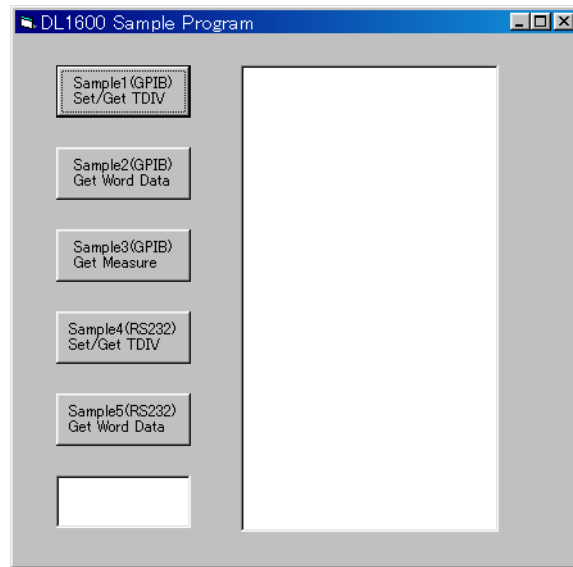 DL1600 Sample Program
Sample1(GPIB)
Set/Get TDIV
Sample2(GPIB)
Get Word Data
Sample3(GPIB)
Get Measure
Sample4(RS232)
Set/Get TDIV
Sample5(RS232)
Get Word Data